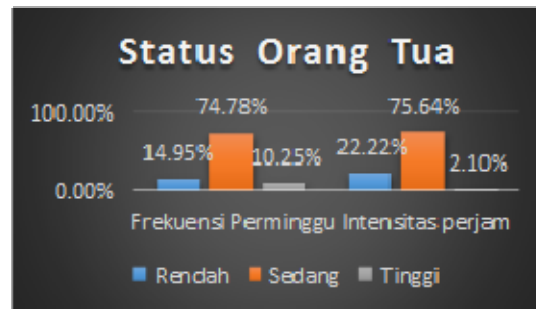 Status Orang Tua
74.78% 75.64%
100.00%
14.95% 10.25% 22.22% 2.10%
0.00%
Frekuensi Perminggu Intensitas perjam
Rendah Sedang Tinggi